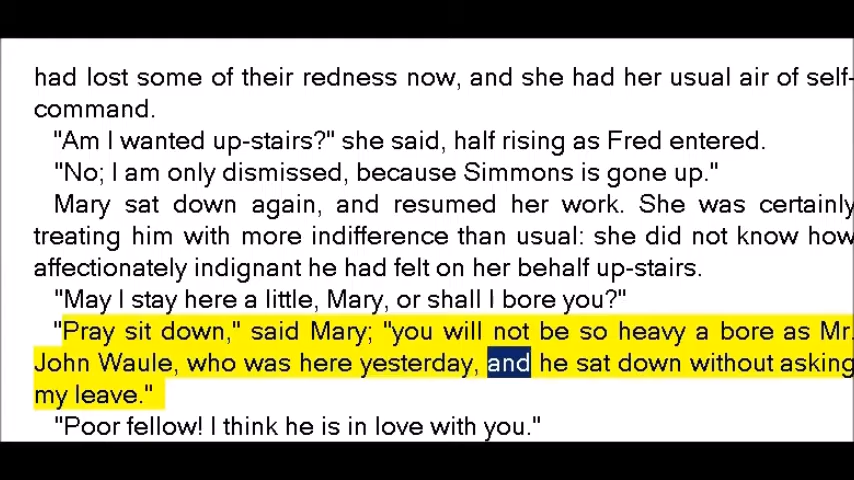 had lost some of their redness now, and she had her usual air of self-
command.
"Am I wanted up-stairs?" she said, half rising as Fred entered.
"No; I am only dismissed, because Simmons is gone up."
Mary sat down again, and resumed her work. She was certainly
treating him with more indifference than usual: she did not know how
affectionately indignant he had felt on her behalf up-stairs.
"May I stay here a little, Mary, or shall I bore you?"
"Pray sit down," said Mary; "you will not be so heavy a bore as Mr.
John Waule, who was here yesterday, and he sat down without asking
my leave."
"Poor fellow! I think he is in love with you."